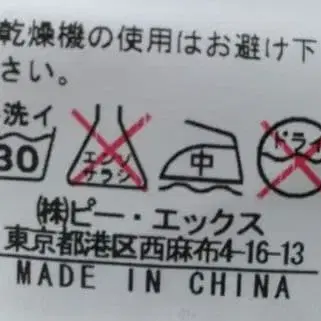 乾燥機の使用はお避け下
さい。
洗イ
30 エンソ サラシ 中 ドライ
㈱ピー・エックス
東京都港区西麻布4-16-13
MADE IN CHINA